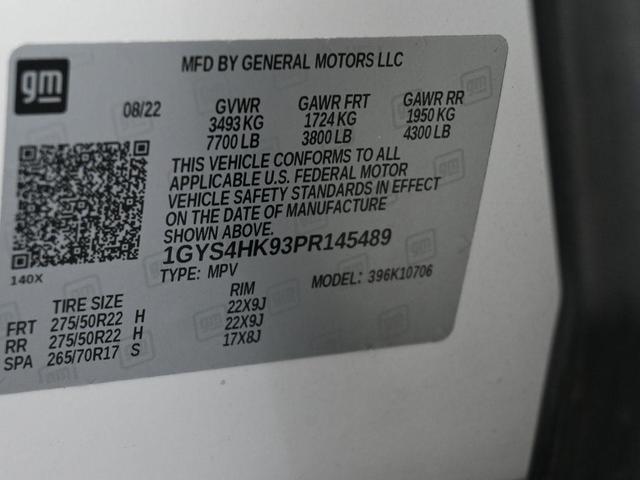 gm
MFD BY GENERAL MOTORS LLC
08/22 GVWR GAWR FRT GAWR RR
3493 KG 1724 KG 1950 KG
7700 LB 3800 LB 4300 LB
THIS VEHICLE CONFORMS TO ALL
APPLICABLE U.S. FEDERAL MOTOR
VEHICLE SAFETY STANDARDS IN EFFECT
ON THE DATE OF MANUFACTURE
SHOWN ABOVE.
1GYS4HK93PR145489
140X
TYPE: MPV MODEL: 396K10706
TIRE SIZE RIM
FRT 275/50R22 H 22X9J
RR 275/50R22 H 22X9J
SPA 265/70R17 S 17X8J